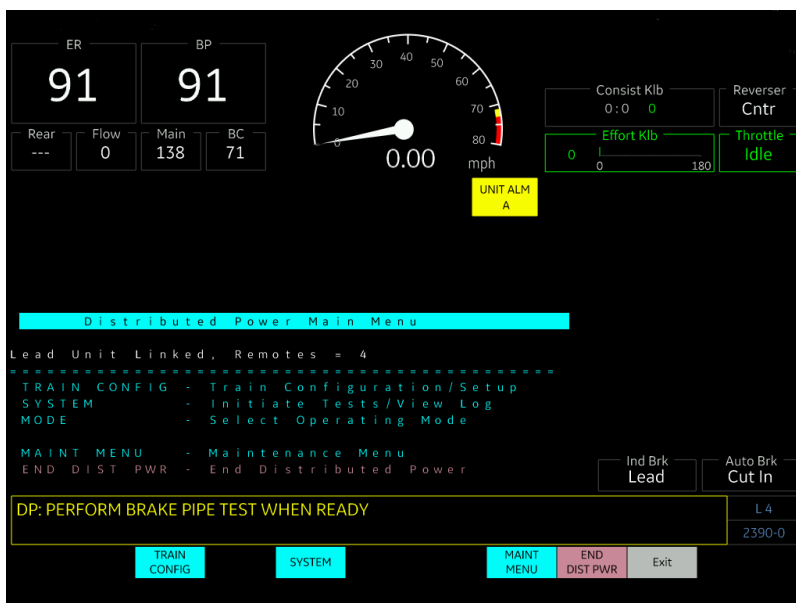 ER
BP
91
91
Rear
Flow
Main
BC
---
0
138
71
0
10
20
30
40
50
60
70
80
0.00
mph
Consist Klb
0:0 0
Reverser
Cntr
Effort Klb
0
0
180
Throttle
Idle
UNIT ALM
A
Distributed Power Main Menu
Lead Unit Linked, Remotes = 4
==============================================
TRAIN CONFIG - Train Configuration/Setup
SYSTEM - Initiate Tests/View Log
MODE - Select Operating Mode
MAINT MENU - Maintenance Menu
END DIST PWR - End Distributed Power
Ind Brk
Lead
Auto Brk
Cut In
DP: PERFORM BRAKE PIPE TEST WHEN READY
L 4
2390-0
TRAIN
CONFIG
SYSTEM
MAINT
MENU
END
DIST PWR
Exit